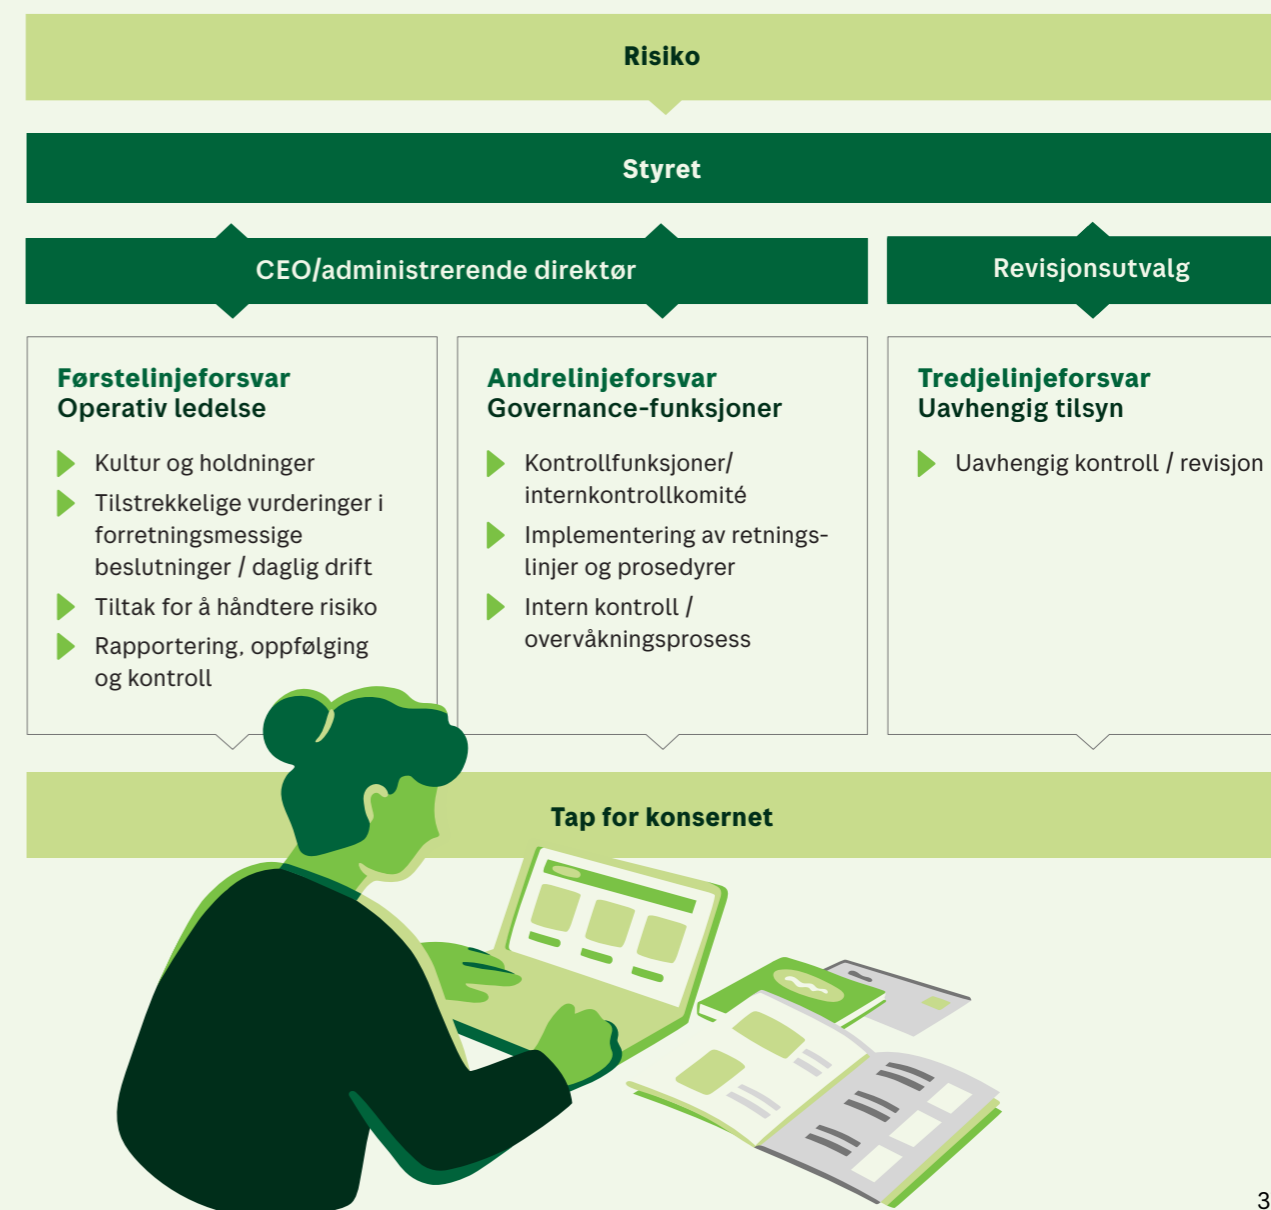 Risiko
Styret
CEO/administrerende direktør
Revisjonsutvalg
Førstelinjeforsvar
Operativ ledelse
Kultur og holdninger
Tilstrekkelige vurderinger i
forretningsmessige
beslutninger / daglig drift
Tiltak for å håndtere risiko
Rapportering, oppfølging
og kontroll
Andrelinjeforsvar
Governance-funksjoner
Kontrollfunksjoner/
internkontrollkomité
Implementering av retnings-
linjer og prosedyrer
Intern kontroll /
overvåkningsprosess
Tredjelinjeforsvar
Uavhengig tilsyn
Uavhengig kontroll / revisjon
Tap for konsernet
3